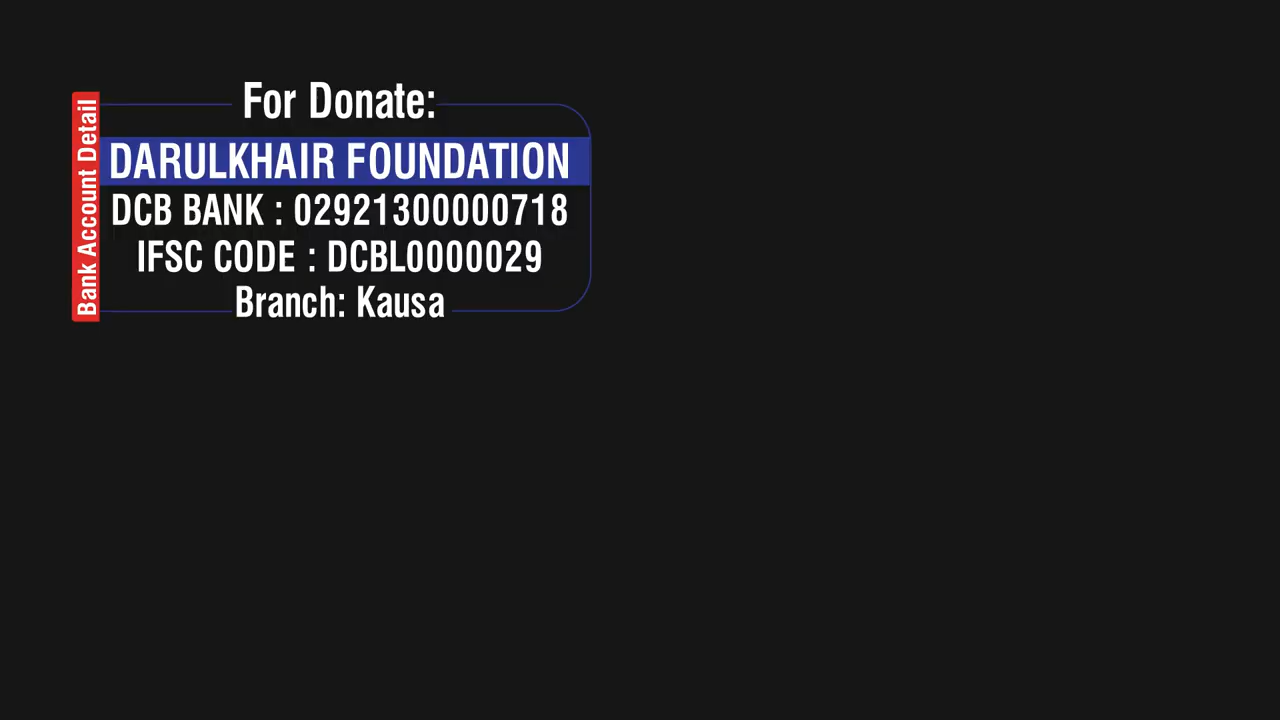 For Donate:
Bank Account Detail
DARULKHAIR FOUNDATION
DCB BANK : 02921300000718
IFSC CODE : DCBL0000029
Branch: Kausa